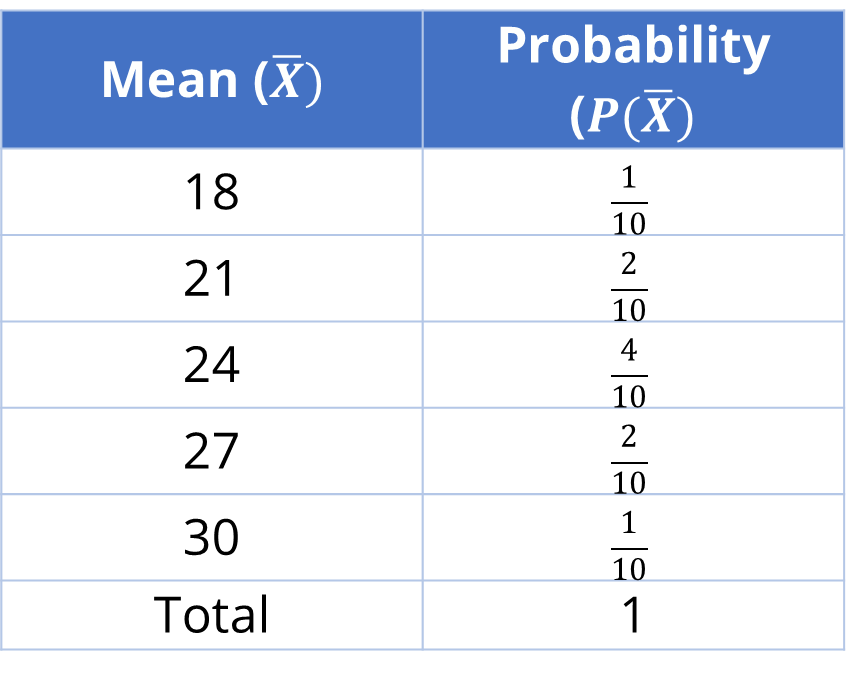 Mean (X̅)
Probability
(P(X̅)
18
1/10
21
2/10
24
4/10
27
2/10
30
1/10
Total
1